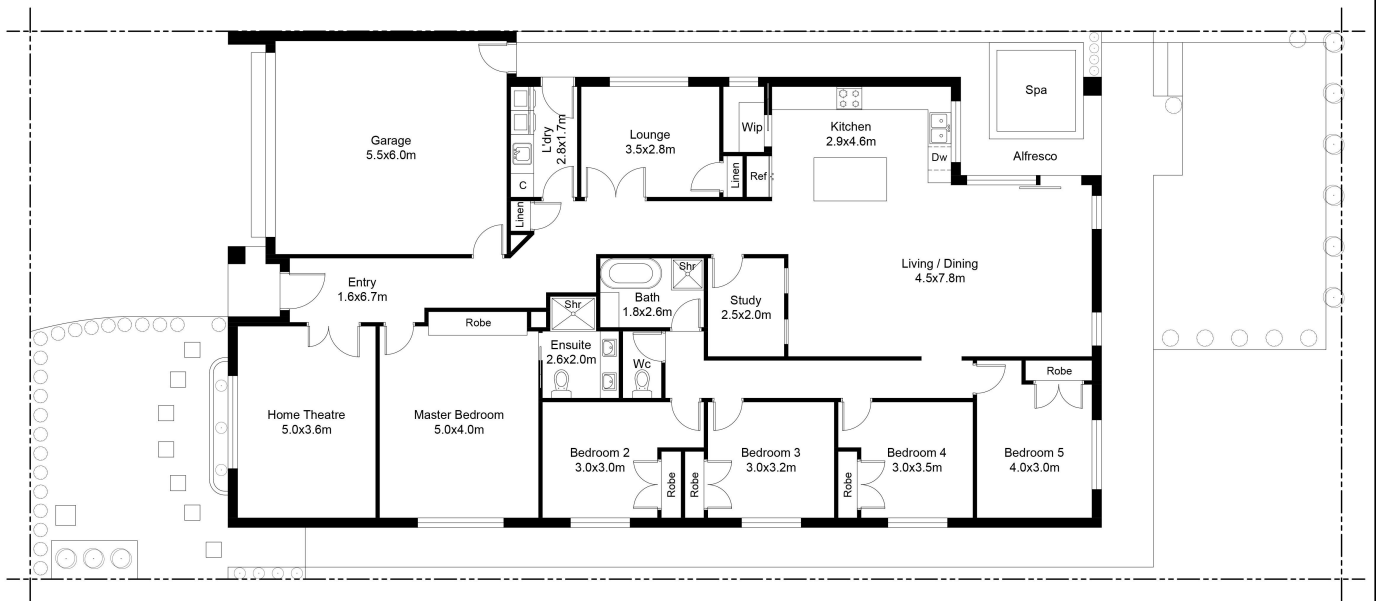 Garage
5.5x6.0m
L'dry
2.8x1.7m
C
Linen
Lounge
3.5x2.8m
Linen
Wip
Ref
Kitchen
2.9x4.6m
Dw
Spa
Alfresco
Living / Dining
4.5x7.8m
Entry
1.6x6.7m
Robe
Shr
Ensuite
2.6x2.0m
Bath
1.8x2.6m
Shr
Wc
Study
2.5x2.0m
Home Theatre
5.0x3.6m
Master Bedroom
5.0x4.0m
Bedroom 2
3.0x3.0m
Robe
Robe
Bedroom 3
3.0x3.2m
Robe
Bedroom 4
3.0x3.5m
Robe
Bedroom 5
4.0x3.0m